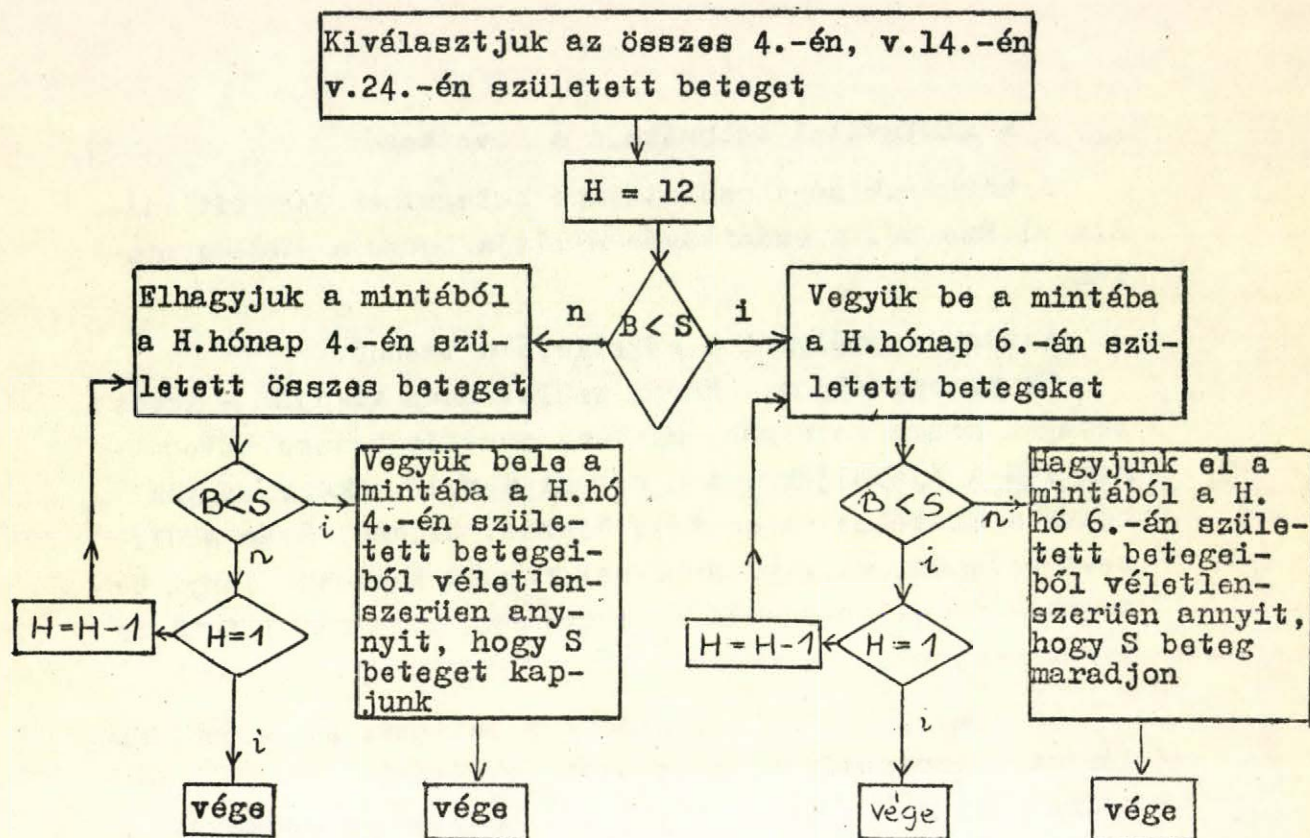 Kiválasztjuk az összes 4.-én, v.14.-én
v.24.-én született beteget
H = 12
Elhagyjuk a mintából
a H.hónap 4.-én szü-
letett összes beteget
n
B < S
i
Vegyük be a mintába
a H.hónap 6.-án szü-
letett betegeket
B<S
i
n
Vegyük bele a
mintába a H.hó
4.-én szüle-
tett betegei-
ből véletlen-
szerüen any-
nyit, hogy S
beteget kap-
junk
H=H-1
H=1
i
vége
vége
B<S
n
i
Hagyjunk el a
mintából a H.
hó 6.-án szüle-
tett betegei-
ből véletlen-
szerüen annyit,
hogy S beteg
maradjon
H=H-1
H=1
i
vége
vége